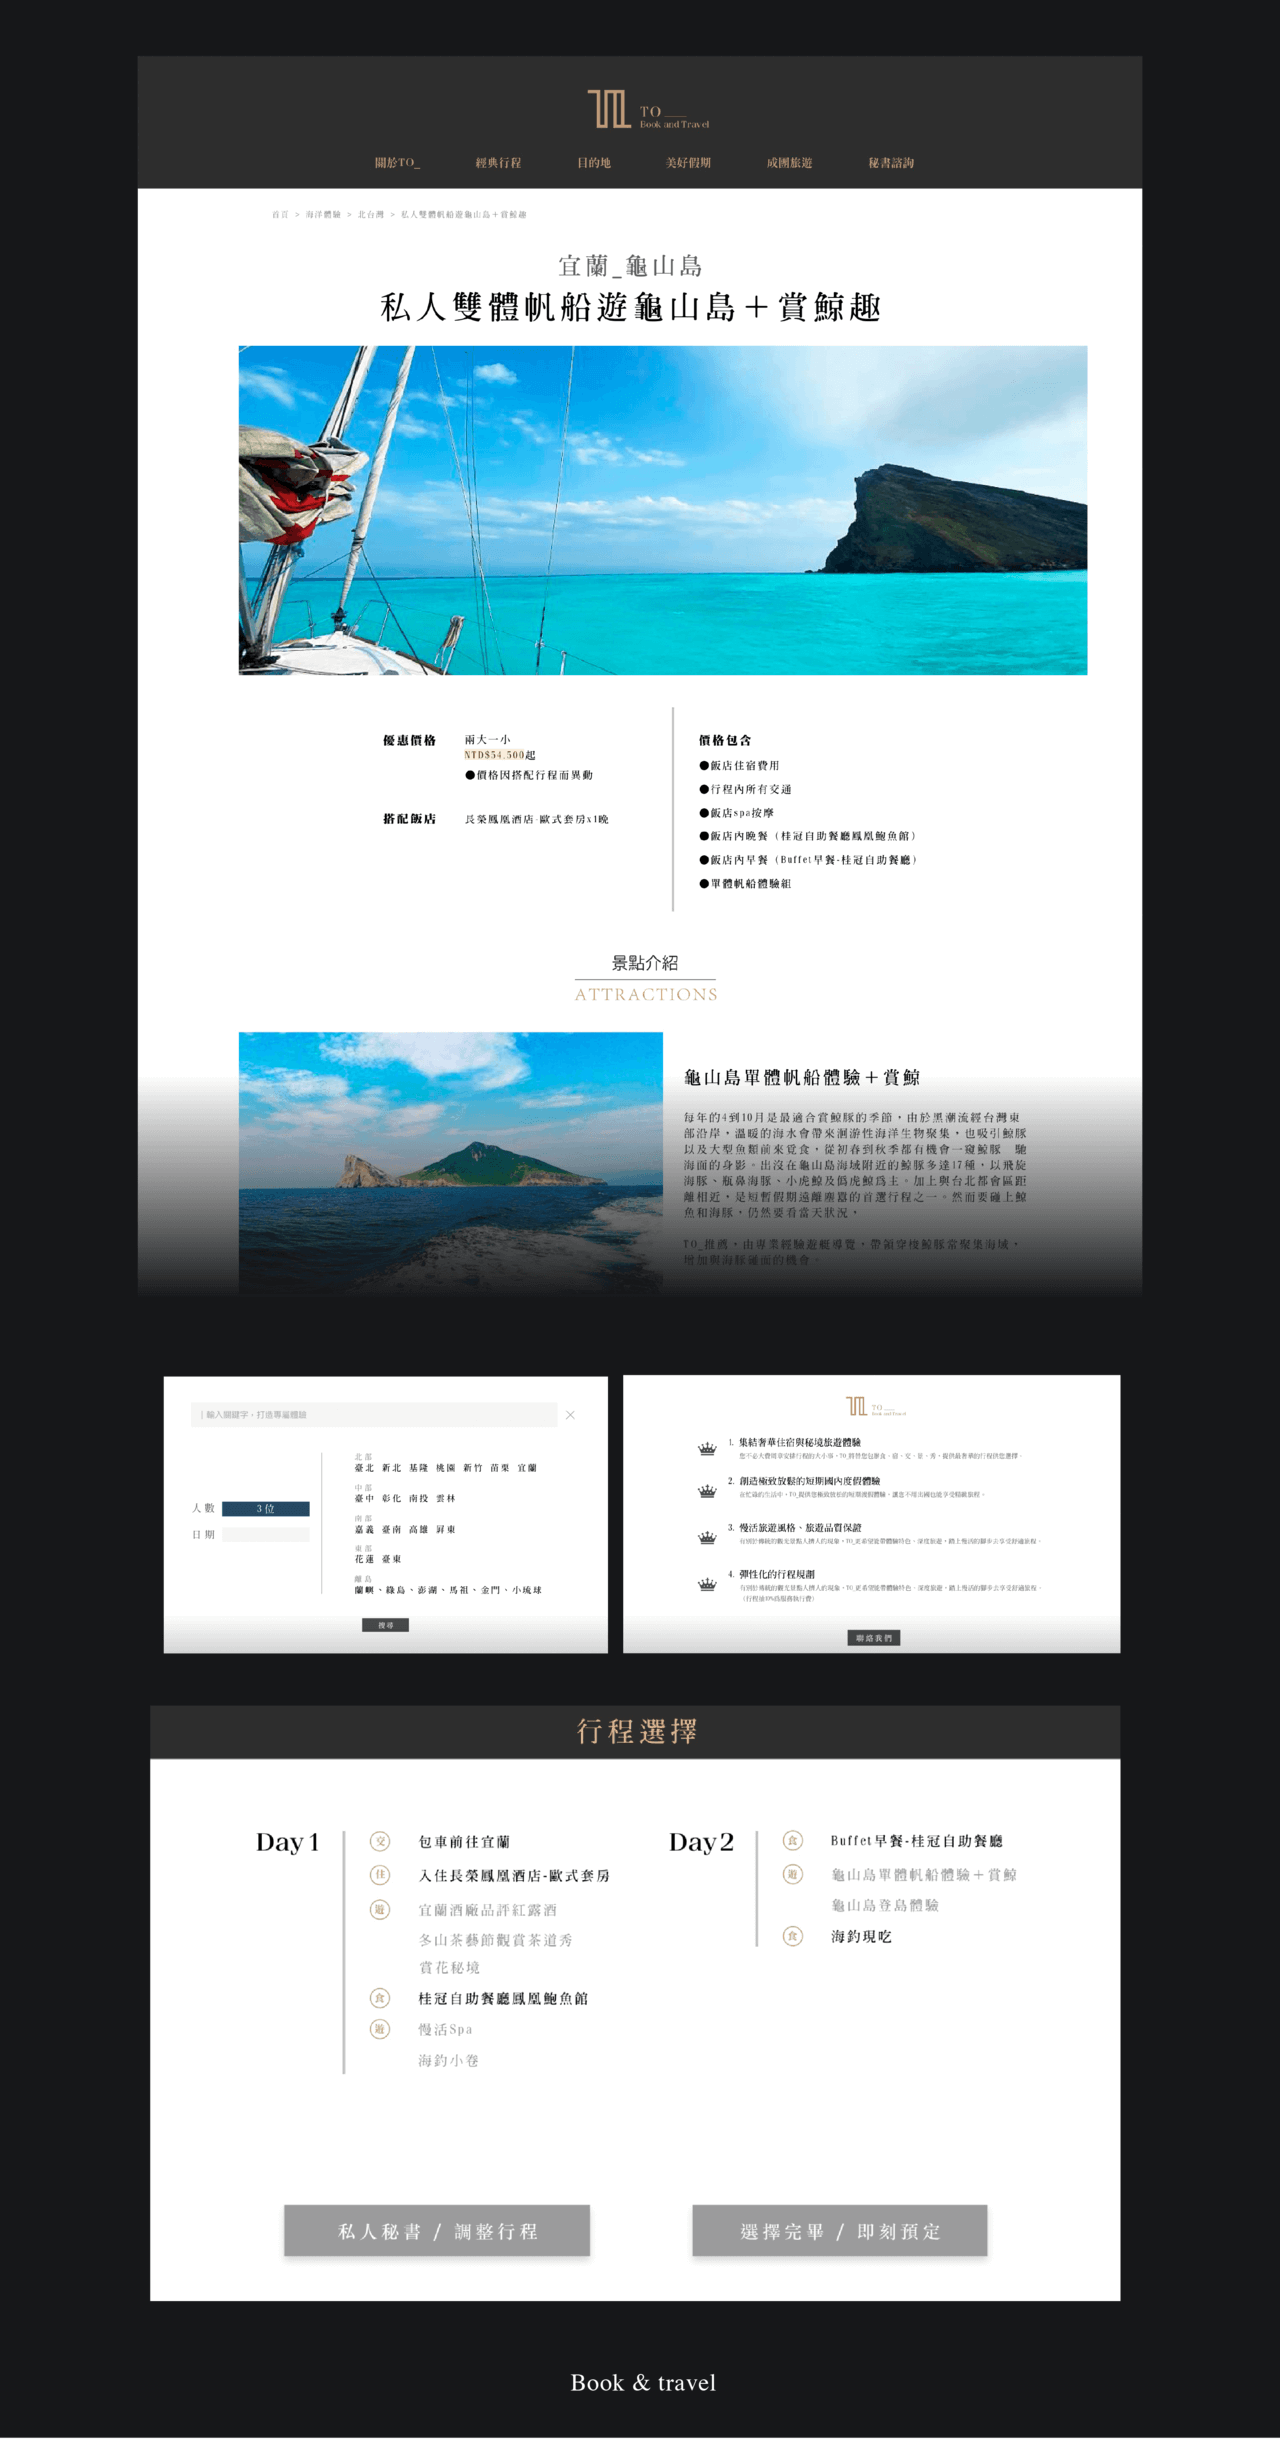 TO ___
Book and Travel
關於TO_
經典行程
目的地
美好假期
成團旅遊
秘書諮詢
首頁 > 海洋體驗 > 北台灣 > 私人雙體帆船遊龜山島＋賞鯨趣
宜蘭_龜山島
私人雙體帆船遊龜山島＋賞鯨趣
優惠價格
兩大一小
NTD$54,500起
●價格因搭配行程而異動
搭配飯店
長榮鳳凰酒店-歐式套房x1晚
價格包含
●飯店住宿費用
●行程內所有交通
●飯店spa按摩
●飯店內晚餐（桂冠自助餐廳鳳凰鮑魚館）
●飯店內早餐（Buffet早餐-桂冠自助餐廳）
●單體帆船體驗組
景點介紹
ATTRACTIONS
龜山島單體帆船體驗＋賞鯨
每年的4到10月是最適合賞鯨豚的季節，由於黑潮流經台灣東
部沿岸，溫暖的海水會帶來洄游性海洋生物聚集，也吸引鯨豚
以及大型魚類前來覓食，從初春到秋季都有機會一窺鯨豚　馳
海面的身影。出沒在龜山島海域附近的鯨豚多達17種，以飛旋
海豚、瓶鼻海豚、小虎鯨及偽虎鯨為主。加上與台北都會區距
離相近，是短暫假期遠離塵囂的首選行程之一。然而要碰上鯨
魚和海豚，仍然要看當天狀況，
TO_推薦，由專業經驗遊艇導覽，帶領穿梭鯨豚常聚集海域，
增加與海豚碰面的機會。
輸入關鍵字，打造專屬體驗
人數
3位
日期
北部
臺北 新北 基隆 桃園 新竹 苗栗 宜蘭
中部
臺中 彰化 南投 雲林
南部
嘉義 臺南 高雄 屏東
東部
花蓮 臺東
離島
蘭嶼、綠島、澎湖、馬祖、金門、小琉球
搜尋
TO ___
Book and Travel
1. 集結奢華住宿與秘境旅遊體驗
2. 創造極致放鬆的短期國內度假體驗
3. 慢活旅遊風格、旅遊品質保證
4. 彈性化的行程規劃
聯絡我們
行程選擇
Day1
交
包車前往宜蘭
住
入住長榮鳳凰酒店-歐式套房
遊
宜蘭酒廠品評紅露酒
冬山茶藝節觀賞茶道秀
賞花秘境
食
桂冠自助餐廳鳳凰鮑魚館
遊
慢活Spa
海釣小卷
Day2
食
Buffet早餐-桂冠自助餐廳
遊
龜山島單體帆船體驗＋賞鯨
龜山島登島體驗
食
海釣現吃
私人秘書 / 調整行程
選擇完畢 / 即刻預定
Book & travel